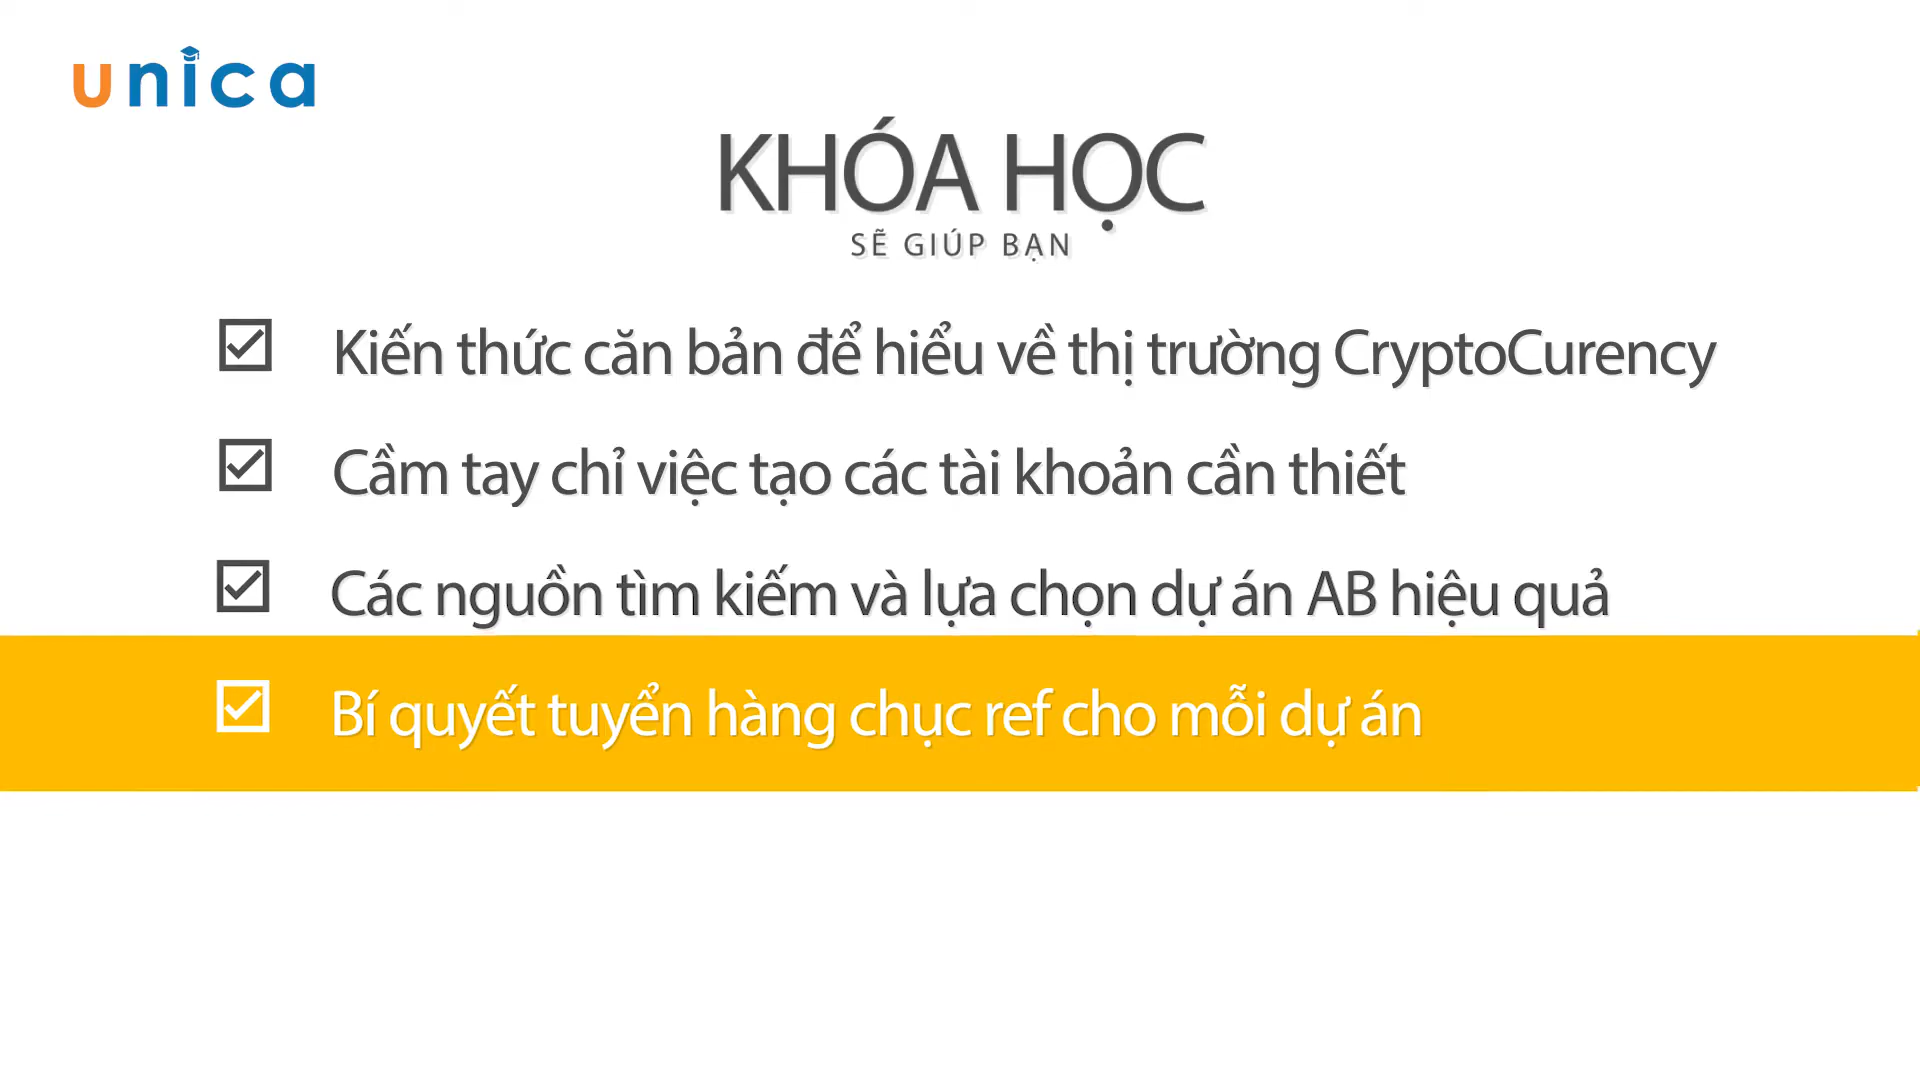 unica
KHÓA HỌC
SẼ GIÚP BẠN
Kiến thức căn bản để hiểu về thị trường CryptoCurency
Cầm tay chỉ việc tạo các tài khoản cần thiết
Các nguồn tìm kiếm và lựa chọn dự án AB hiệu quả
Bí quyết tuyển hàng chục ref cho mỗi dự án